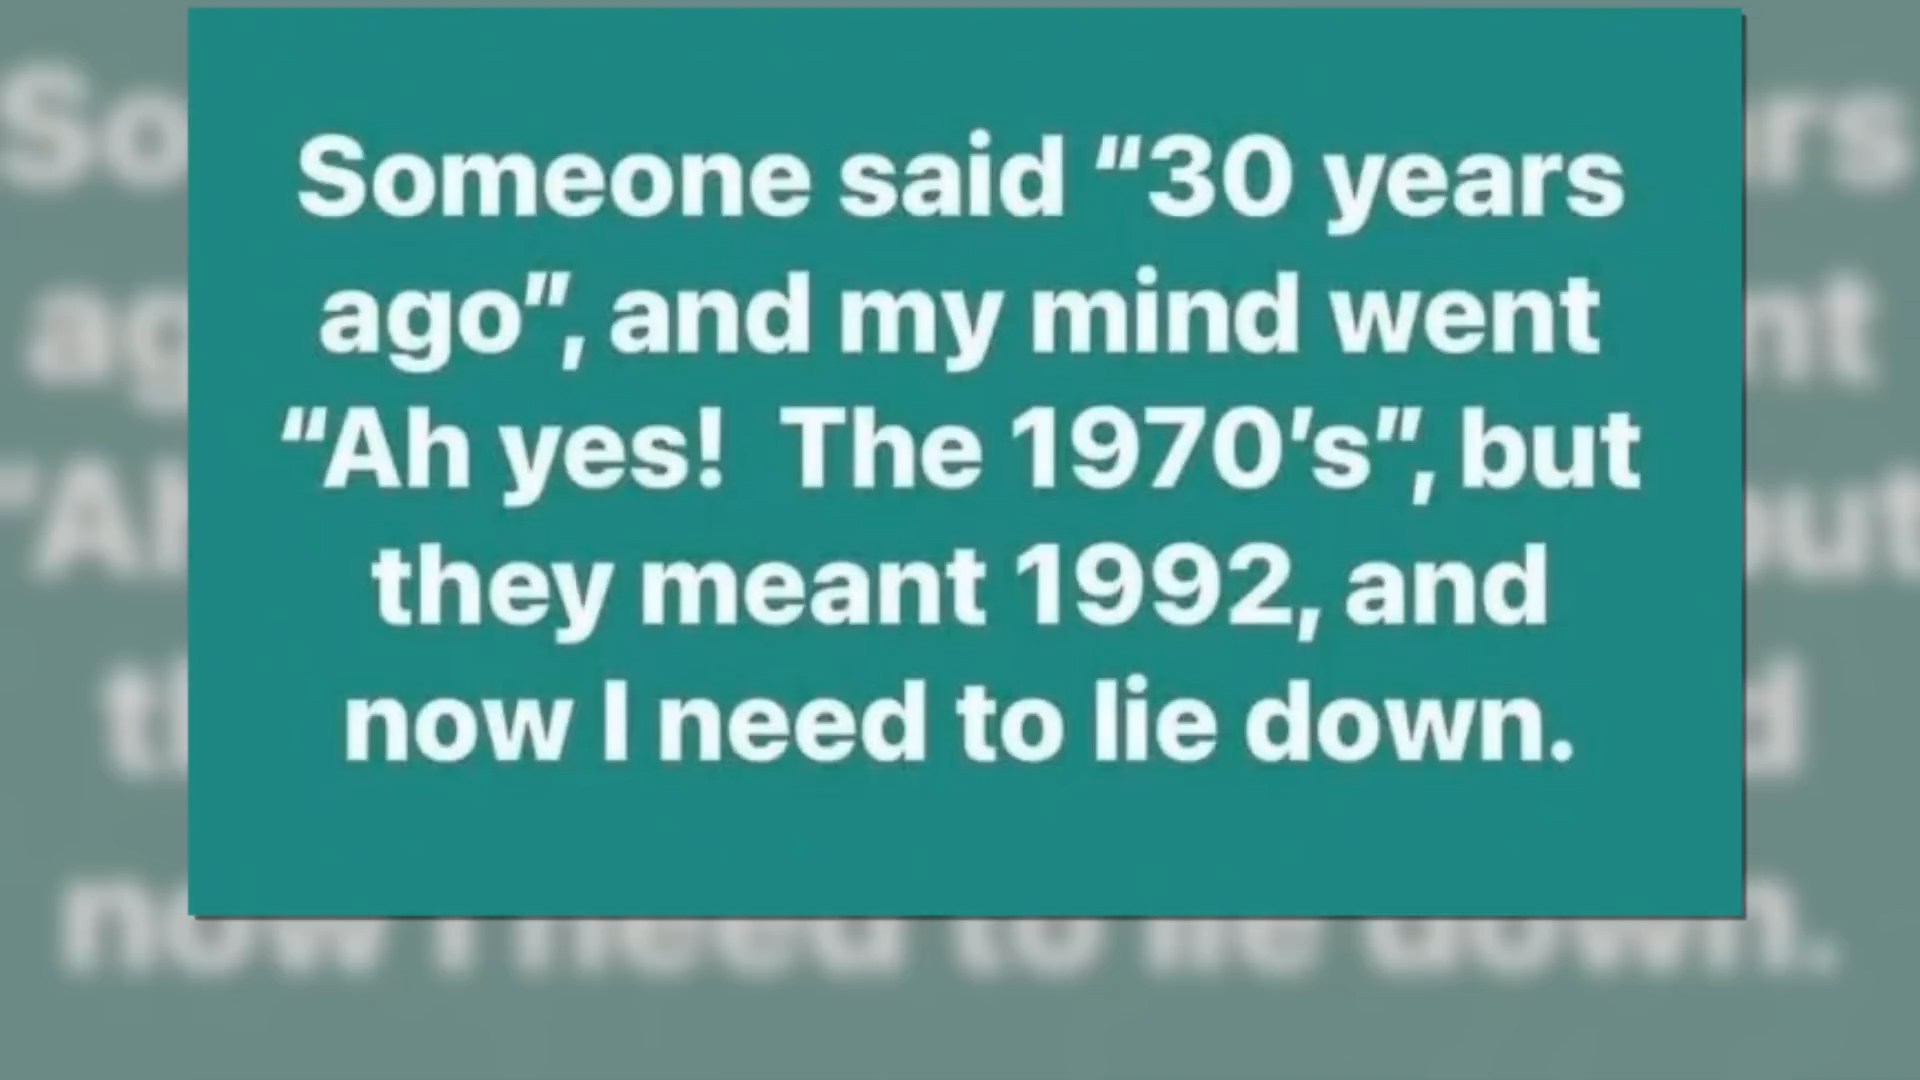 Someone said “30 years
ago”, and my mind went
“Ah yes!  The 1970’s”, but
they meant 1992, and
now I need to lie down.